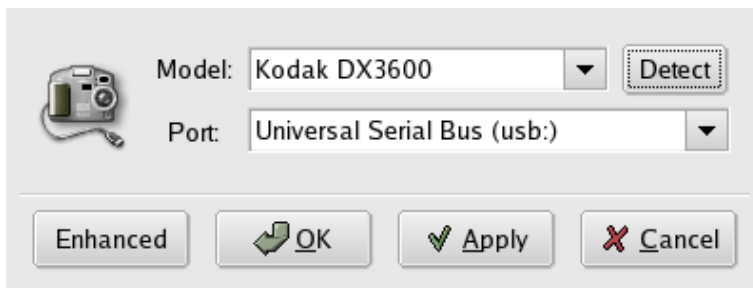 Model: Kodak DX3600 Detect
Port: Universal Serial Bus (usb:)
Enhanced OK Apply Cancel